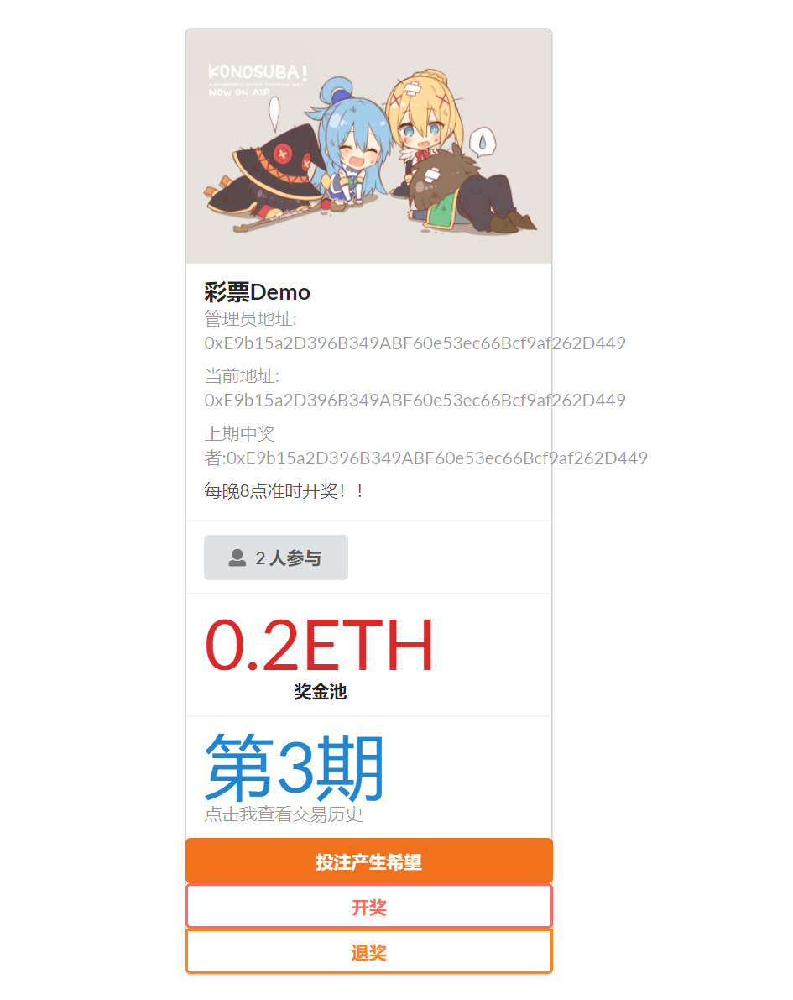 KONOSUBA!
NOW ON AIR
彩票Demo
管理员地址:
0xE9b15a2D396B349ABF60e53ec66Bcf9af262D449
当前地址:
0xE9b15a2D396B349ABF60e53ec66Bcf9af262D449
上期中奖
者:0xE9b15a2D396B349ABF60e53ec66Bcf9af262D449
每晚8点准时开奖！！
2 人参与
0.2ETH
奖金池
第3期
点击我查看交易历史
投注产生希望
开奖
退奖